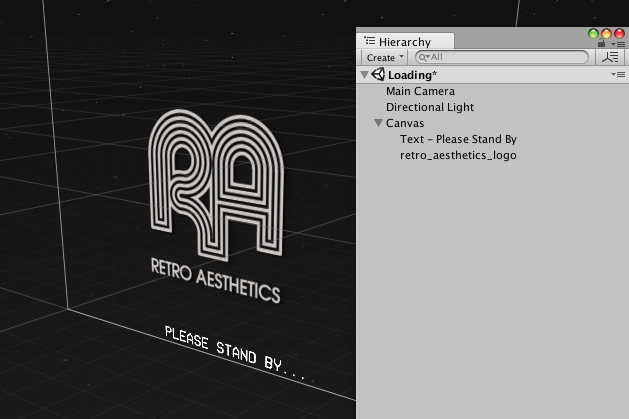 RA
RETRO AESTHETICS
PLEASE STAND BY...
Hierarchy
Create
All
Loading*
Main Camera
Directional Light
Canvas
Text - Please Stand By
retro_aesthetics_logo